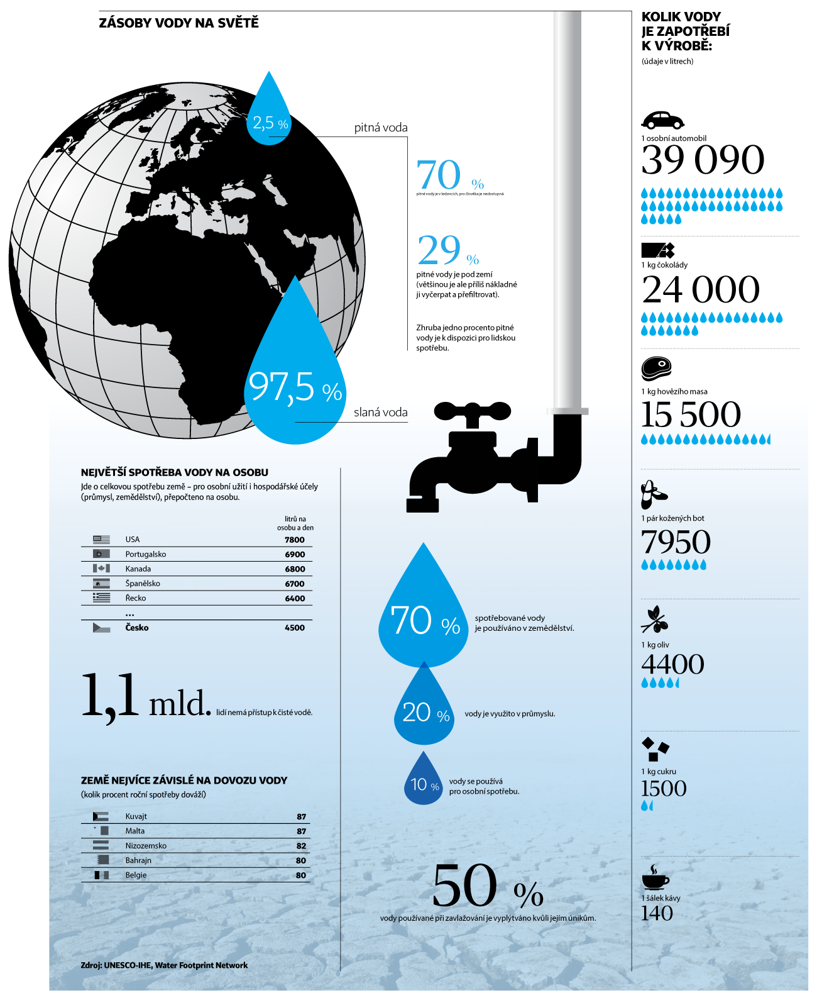 ZÁSOBY VODY NA SVĚTĚ
2,5 %
pitná voda
70 %
pitné vody je v ledovcích, pro člověka je nedostupná.
29 %
pitné vody je pod zemí
(většinou je ale příliš nákladné
ji vyčerpat a přefiltrovat).
Zhruba jedno procento pitné
vody je k dispozici pro lidskou
spotřebu.
97,5 %
slaná voda
NEJVĚTŠÍ SPOTŘEBA VODY NA OSOBU
Jde o celkovou spotřebu země – pro osobní užití i hospodářské účely
(průmysl, zemědělství), přepočteno na osobu.
litrů na
osobu a den
USA 7800
Portugalsko 6900
Kanada 6800
Španělsko 6700
Řecko 6400
...
Česko 4500
1,1 mld. lidí nemá přístup k čisté vodě.
ZEMĚ NEJVÍCE ZÁVISLÉ NA DOVOZU VODY
(kolik procent roční spotřeby dováží)
Kuvajt 87
Malta 87
Nizozemsko 82
Bahrajn 80
Belgie 80
Zdroj: UNESCO-IHE, Water Footprint Network
70 %
spotřebované vody
je používáno v zemědělství.
20 %
vody je využito v průmyslu.
10 %
vody se používá
pro osobní spotřebu.
50 %
vody používané při zavlažování je vyplýtváno kvůli jejím únikům.
KOLIK VODY
JE ZAPOTŘEBÍ
K VÝROBĚ:
(údaje v litrech)
1 osobní automobil
39 090
1 kg čokolády
24 000
1 kg hovězího masa
15 500
1 pár kožených bot
7950
1 kg oliv
4400
1 kg cukru
1500
1 šálek kávy
140